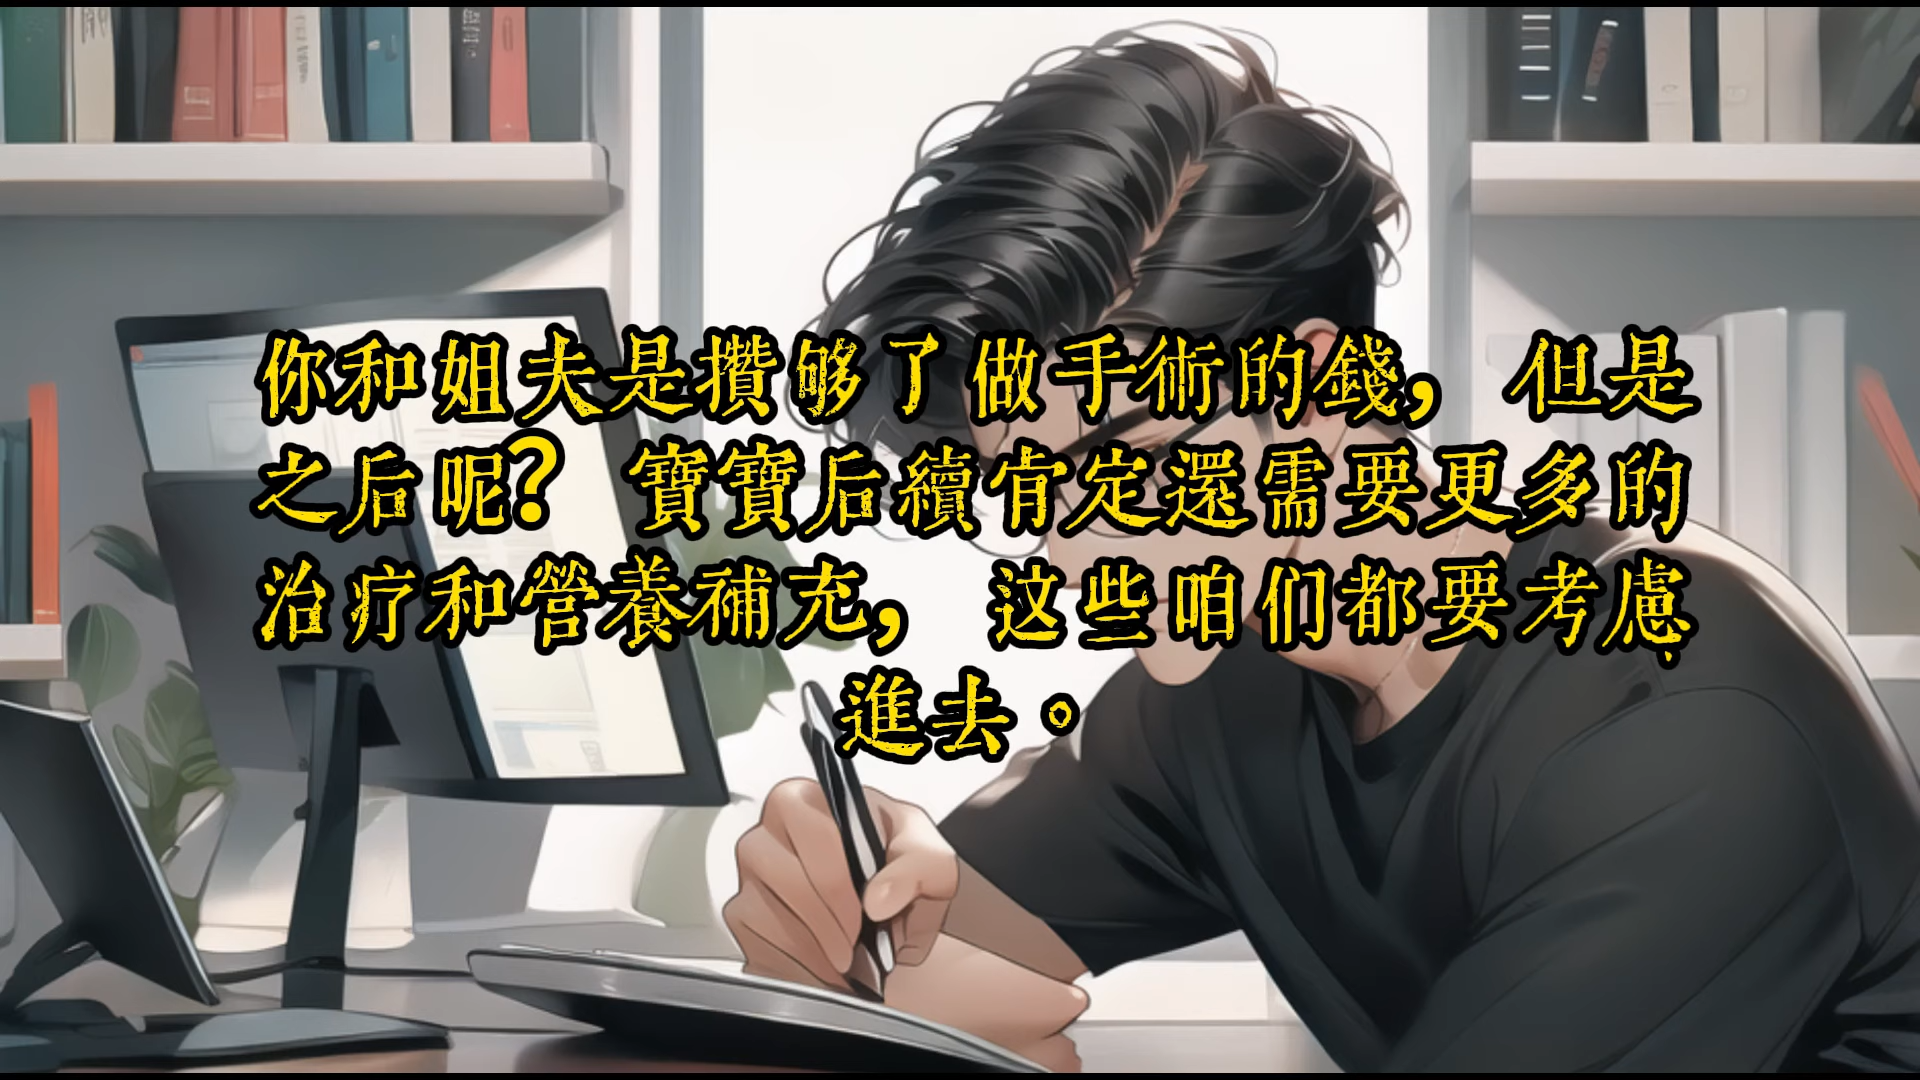 你和姐夫是攢够了做手術的錢，但是
之后呢？寶寶后續肯定還需要更多的
治疗和營養補充，这些咱们都要考慮
進去。